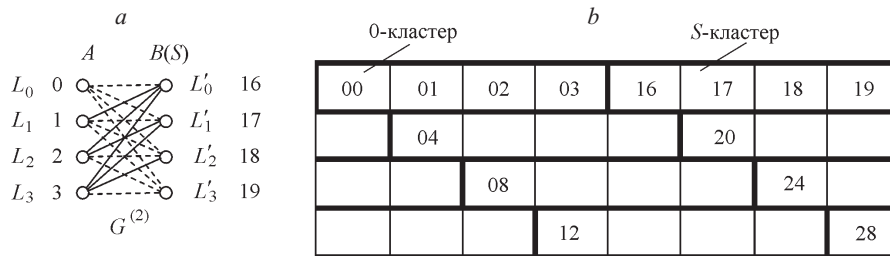 a
A B(S)
L₀ 0 L′₀ 16
L₁ 1 L′₁ 17
L₂ 2 L′₂ 18
L₃ 3 L′₃ 19
G⁽²⁾
b
0-кластер S-кластер
00 01 02 03 16 17 18 19
04 20
08 24
12 28